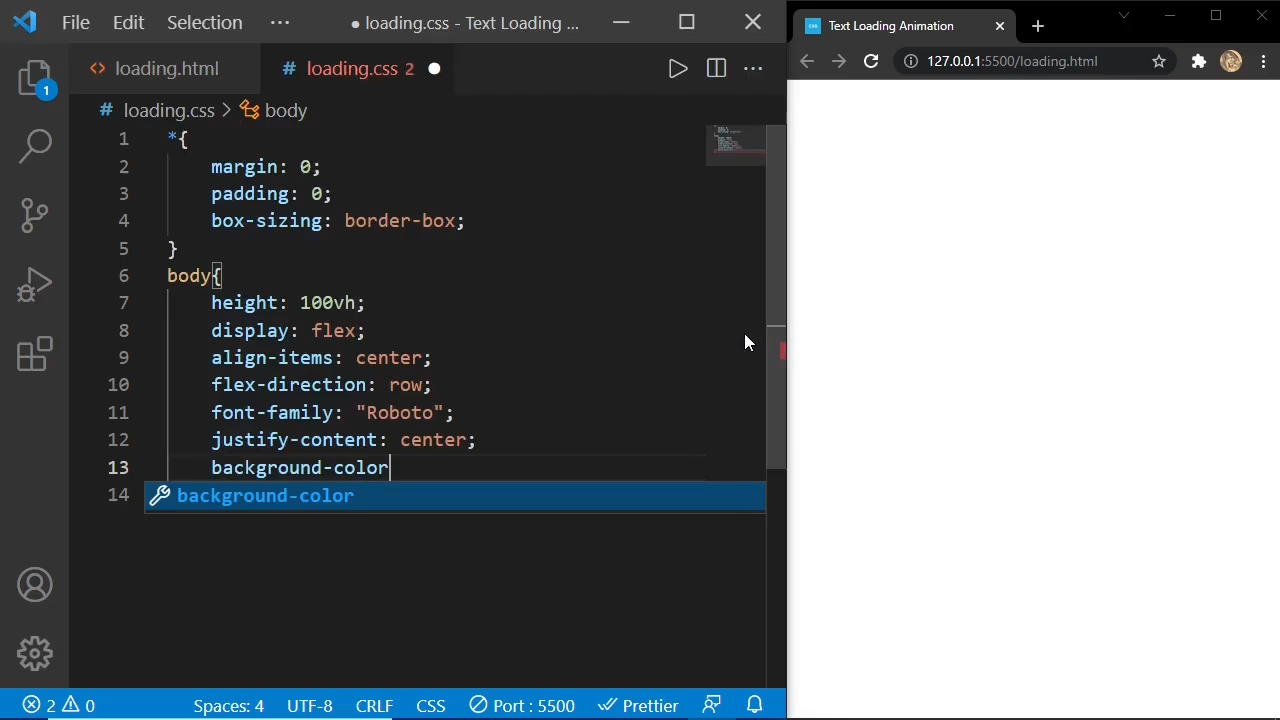 File Edit Selection ··· ● loading.css - Text Loading ...
Text Loading Animation
127.0.0.1:5500/loading.html
loading.html # loading.css 2
1
# loading.css > body
1 *{
2 margin: 0;
3 padding: 0;
4 box-sizing: border-box;
5 }
6 body{
7 height: 100vh;
8 display: flex;
9 align-items: center;
10 flex-direction: row;
11 font-family: "Roboto";
12 justify-content: center;
13 background-color
14 background-color
2 0 Spaces: 4 UTF-8 CRLF CSS Port : 5500 Prettier